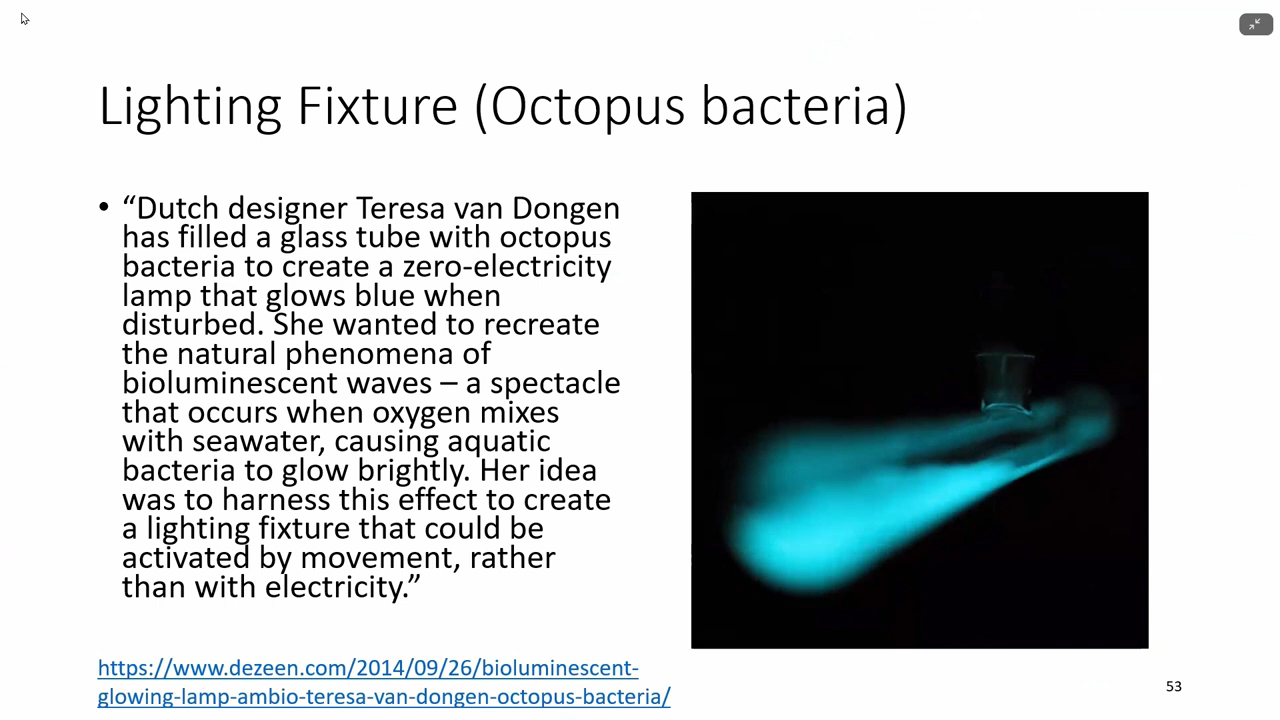 Lighting Fixture (Octopus bacteria)
• “Dutch designer Teresa van Dongen
has filled a glass tube with octopus
bacteria to create a zero-electricity
lamp that glows blue when
disturbed. She wanted to recreate
the natural phenomena of
bioluminescent waves – a spectacle
that occurs when oxygen mixes
with seawater, causing aquatic
bacteria to glow brightly. Her idea
was to harness this effect to create
a lighting fixture that could be
activated by movement, rather
than with electricity.”
https://www.dezeen.com/2014/09/26/bioluminescent-
glowing-lamp-ambio-teresa-van-dongen-octopus-bacteria/
53